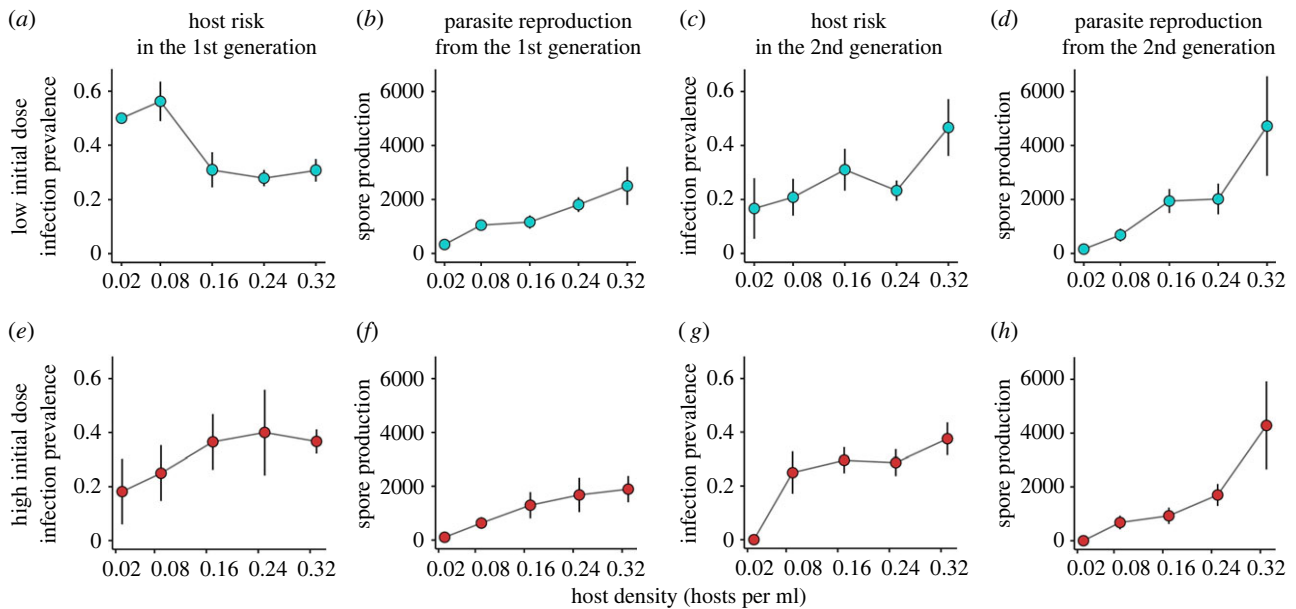 (a)
host risk
in the 1st generation
(b)
parasite reproduction
from the 1st generation
(c)
host risk
in the 2nd generation
(d)
parasite reproduction
from the 2nd generation
low initial dose
infection prevalence
0.6
0.4
0.2
0
0.02 0.08 0.16 0.24 0.32
spore production
6000
4000
2000
0
0.02 0.08 0.16 0.24 0.32
infection prevalence
0.6
0.4
0.2
0
0.02 0.08 0.16 0.24 0.32
spore production
6000
4000
2000
0
0.02 0.08 0.16 0.24 0.32
(e)
(f)
(g)
(h)
high initial dose
infection prevalence
0.6
0.4
0.2
0
0.02 0.08 0.16 0.24 0.32
spore production
6000
4000
2000
0
0.02 0.08 0.16 0.24 0.32
infection prevalence
0.6
0.4
0.2
0
0.02 0.08 0.16 0.24 0.32
spore production
6000
4000
2000
0
0.02 0.08 0.16 0.24 0.32
host density (hosts per ml)